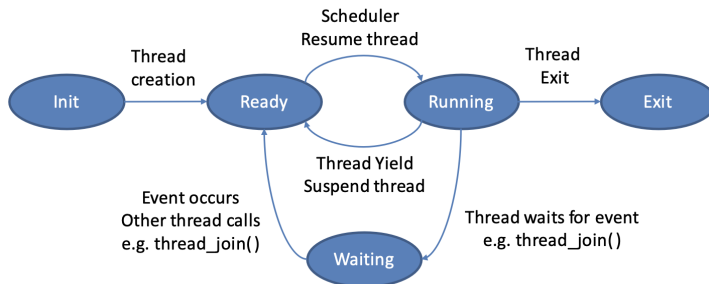 Scheduler
Resume thread
Thread
creation
Thread
Exit
Init
Ready
Running
Exit
Thread Yield
Suspend thread
Event occurs
Other thread calls
e.g. thread_join( )
Thread waits for event
e.g. thread_join( )
Waiting